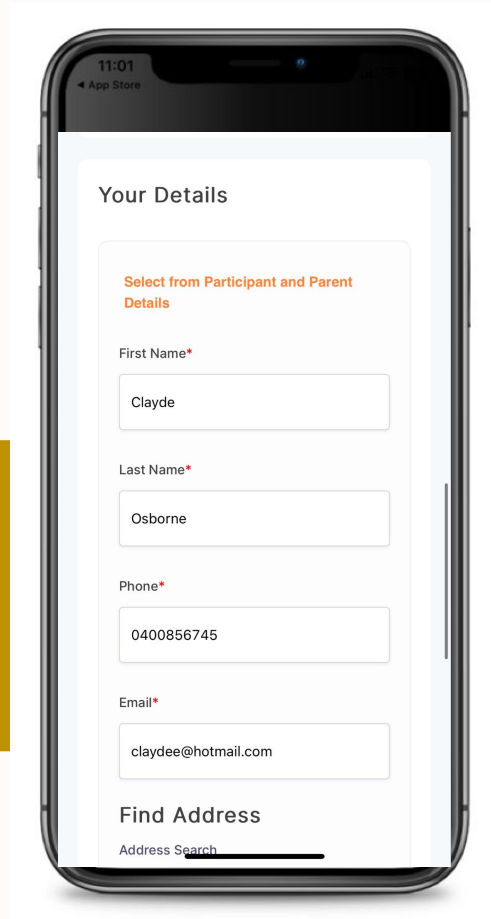 11:01
◀ App Store
Your Details
Select from Participant and Parent
Details
First Name*
Clayde
Last Name*
Osborne
Phone*
0400856745
Email*
claydee@hotmail.com
Find Address
Address Search